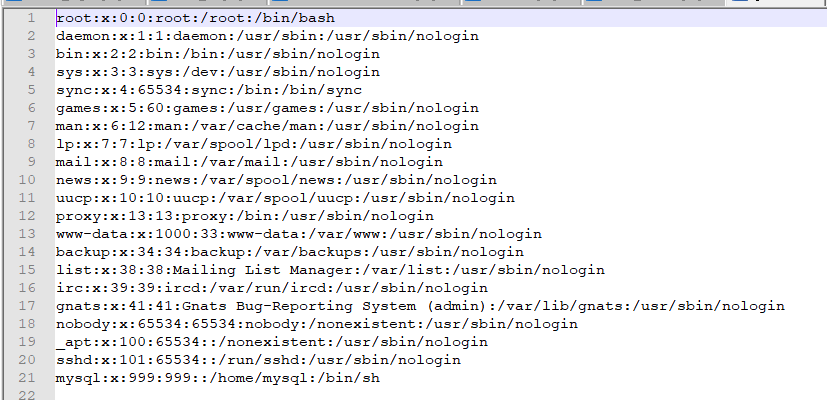 1 root:x:0:0:root:/root:/bin/bash
2 daemon:x:1:1:daemon:/usr/sbin:/usr/sbin/nologin
3 bin:x:2:2:bin:/bin:/usr/sbin/nologin
4 sys:x:3:3:sys:/dev:/usr/sbin/nologin
5 sync:x:4:65534:sync:/bin:/bin/sync
6 games:x:5:60:games:/usr/games:/usr/sbin/nologin
7 man:x:6:12:man:/var/cache/man:/usr/sbin/nologin
8 lp:x:7:7:lp:/var/spool/lpd:/usr/sbin/nologin
9 mail:x:8:8:mail:/var/mail:/usr/sbin/nologin
10 news:x:9:9:news:/var/spool/news:/usr/sbin/nologin
11 uucp:x:10:10:uucp:/var/spool/uucp:/usr/sbin/nologin
12 proxy:x:13:13:proxy:/bin:/usr/sbin/nologin
13 www-data:x:1000:33:www-data:/var/www:/usr/sbin/nologin
14 backup:x:34:34:backup:/var/backups:/usr/sbin/nologin
15 list:x:38:38:Mailing List Manager:/var/list:/usr/sbin/nologin
16 irc:x:39:39:ircd:/var/run/ircd:/usr/sbin/nologin
17 gnats:x:41:41:Gnats Bug-Reporting System (admin):/var/lib/gnats:/usr/sbin/nologin
18 nobody:x:65534:65534:nobody:/nonexistent:/usr/sbin/nologin
19 _apt:x:100:65534::/nonexistent:/usr/sbin/nologin
20 sshd:x:101:65534::/run/sshd:/usr/sbin/nologin
21 mysql:x:999:999::/home/mysql:/bin/sh
22